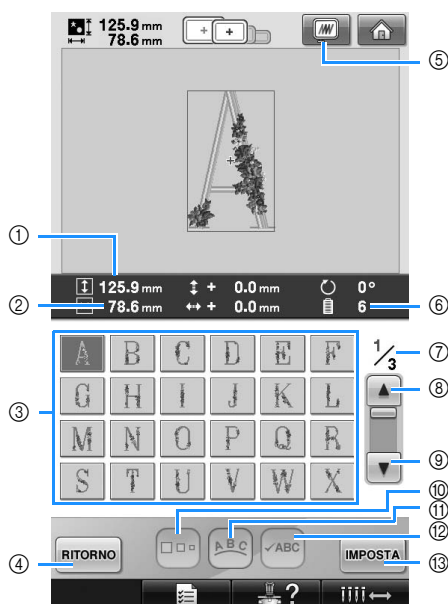 125.9 mm
78.6 mm
⑤
①
125.9 mm + 0.0 mm 0°
② 78.6 mm + 0.0 mm 6 ⑥
A B C D E F 1/3 ⑦
③ G H I J K L ⑧
M N O P Q R
S T U V W X ⑨
⑩
⑪
ABC ✓ABC ⑫
RITORNO IMPOSTA ⑬
④
?